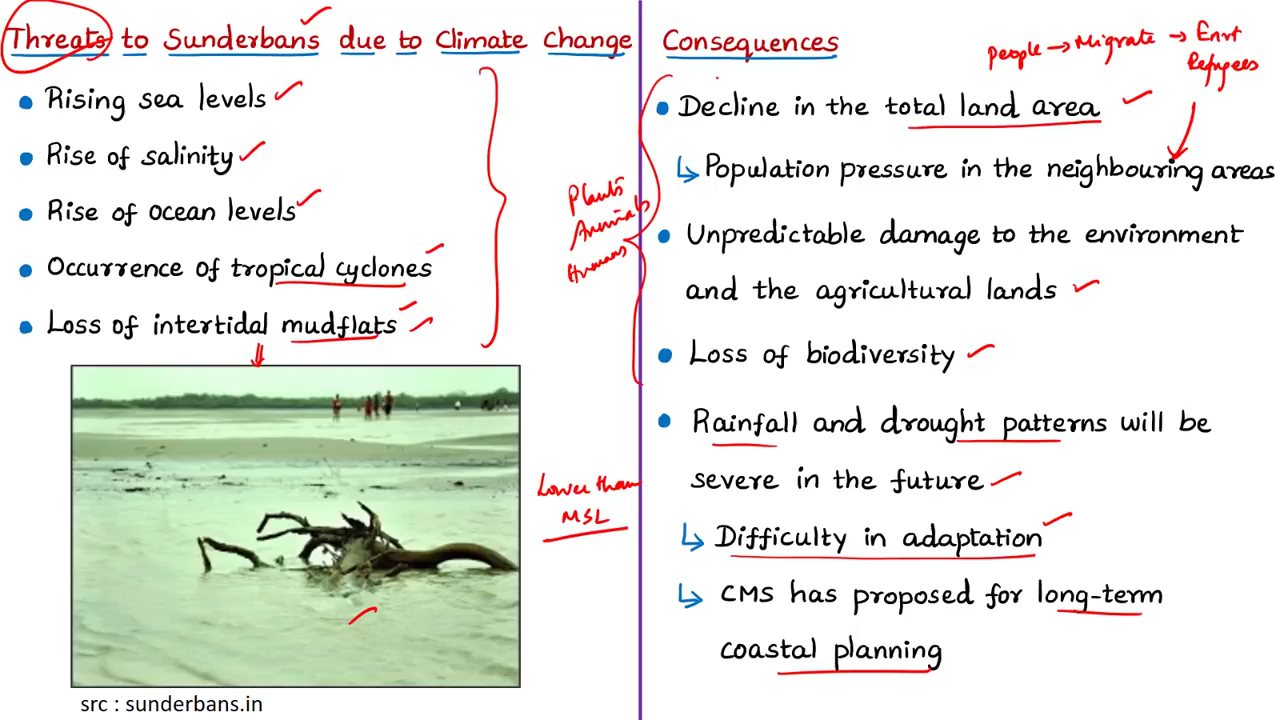 Threats to Sunderbans due to Climate Change
Rising sea levels
Rise of salinity
Rise of ocean levels
Occurrence of tropical cyclones
Loss of intertidal mudflats
src : sunderbans.in
Plants
Animals
Humans
Lower than
MSL
Consequences
People → Migrate → Envt
Refugees
Decline in the total land area
↳ Population pressure in the neighbouring areas
Unpredictable damage to the environment
and the agricultural lands
Loss of biodiversity
Rainfall and drought patterns will be
severe in the future
↳ Difficulty in adaptation
↳ CMS has proposed for long-term
coastal planning